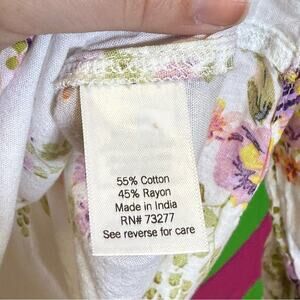 55% Cotton
45% Rayon
Made in India
RN# 73277
See reverse for care